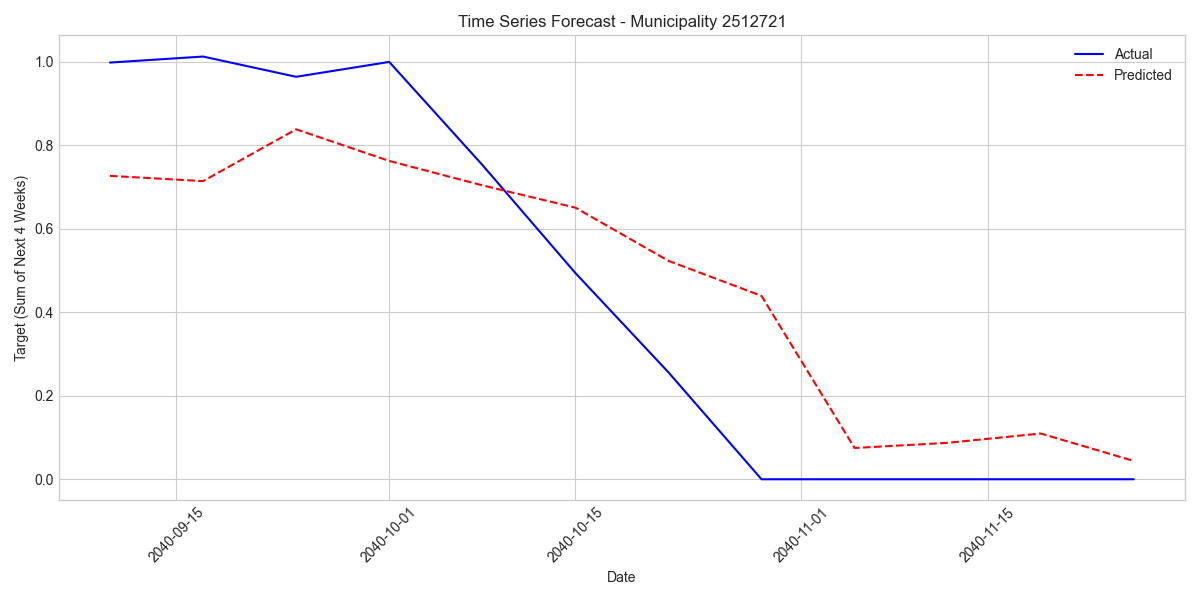 Time Series Forecast - Municipality 2512721
Actual
Predicted
Target (Sum of Next 4 Weeks)
1.0
0.8
0.6
0.4
0.2
0.0
2040-09-15
2040-10-01
2040-10-15
2040-11-01
2040-11-15
Date